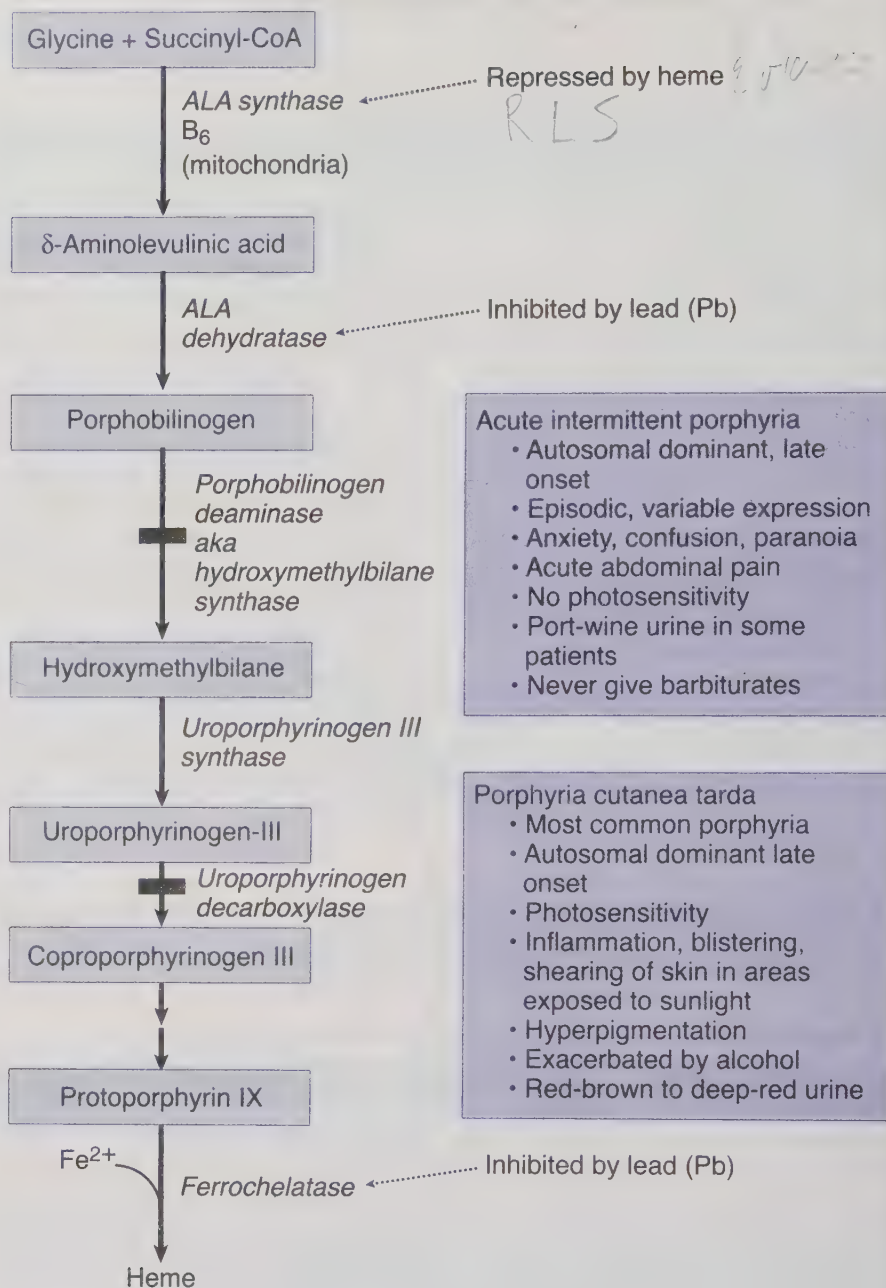 Glycine + Succinyl-CoA
ALA synthase
B₆
(mitochondria)
Repressed by heme
RLS
δ-Aminolevulinic acid
ALA
dehydratase
Inhibited by lead (Pb)
Porphobilinogen
Porphobilinogen
deaminase
aka
hydroxymethylbilane
synthase
Acute intermittent porphyria
• Autosomal dominant, late
onset
• Episodic, variable expression
• Anxiety, confusion, paranoia
• Acute abdominal pain
• No photosensitivity
• Port-wine urine in some
patients
• Never give barbiturates
Hydroxymethylbilane
Uroporphyrinogen III
synthase
Uroporphyrinogen-III
Uroporphyrinogen
decarboxylase
Coproporphyrinogen III
Porphyria cutanea tarda
• Most common porphyria
• Autosomal dominant late
onset
• Photosensitivity
• Inflammation, blistering,
shearing of skin in areas
exposed to sunlight
• Hyperpigmentation
• Exacerbated by alcohol
• Red-brown to deep-red urine
Protoporphyrin IX
Fe²⁺
Ferrochelatase
Inhibited by lead (Pb)
Heme